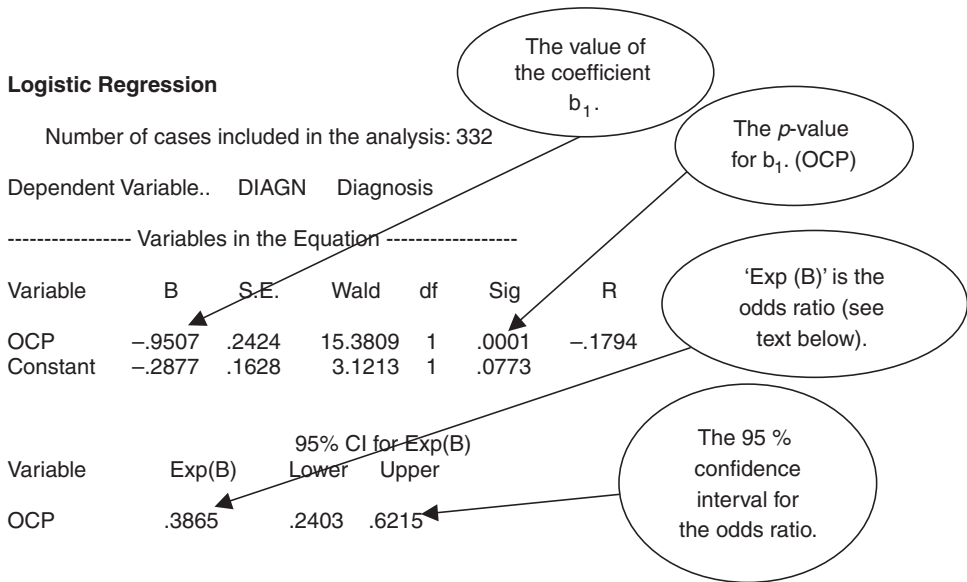 The value of
the coefficient
b1.
Logistic Regression
Number of cases included in the analysis: 332
The p-value
for b1. (OCP)
Dependent Variable.. DIAGN Diagnosis
----------------- Variables in the Equation ------------------
Variable B S.E. Wald df Sig R
OCP –.9507 .2424 15.3809 1 .0001 –.1794
Constant –.2877 .1628 3.1213 1 .0773
'Exp (B)' is the
odds ratio (see
text below).
95% CI for Exp(B)
Variable Exp(B) Lower Upper
OCP .3865 .2403 .6215
The 95 %
confidence
interval for
the odds ratio.